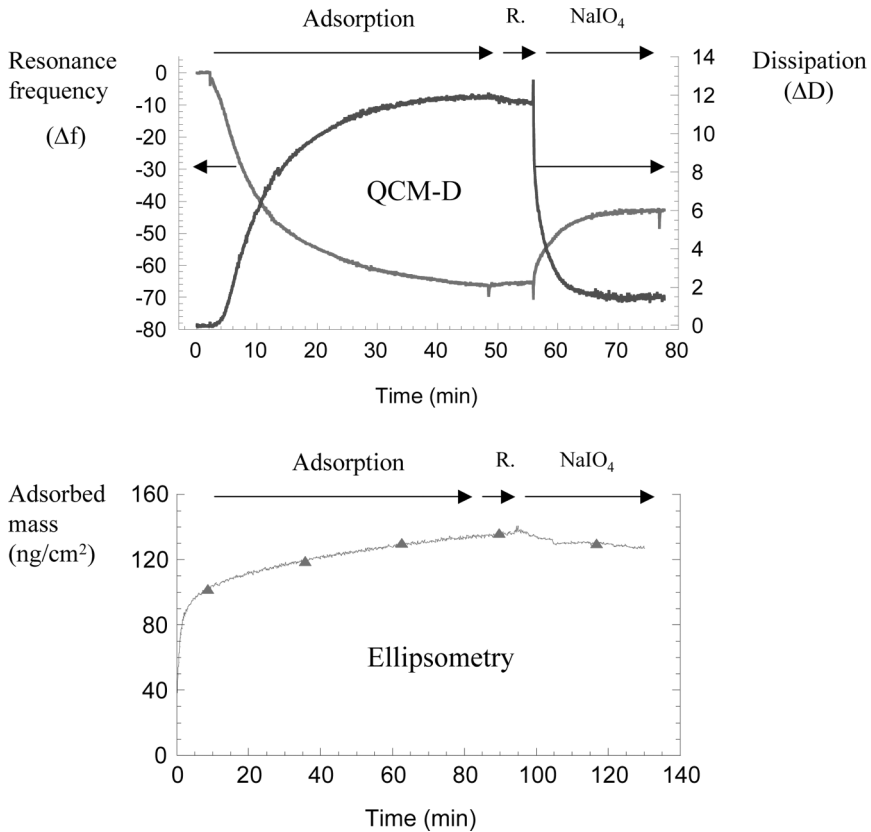 Adsorption R. NaIO₄
Resonance
frequency
(Δf)
Dissipation
(ΔD)
0
-10
-20
-30
-40
-50
-60
-70
-80
14
12
10
8
6
4
2
0
QCM-D
0 10 20 30 40 50 60 70 80
Time (min)
Adsorption R. NaIO₄
Adsorbed
mass
(ng/cm²)
160
120
80
40
0
Ellipsometry
0 20 40 60 80 100 120 140
Time (min)